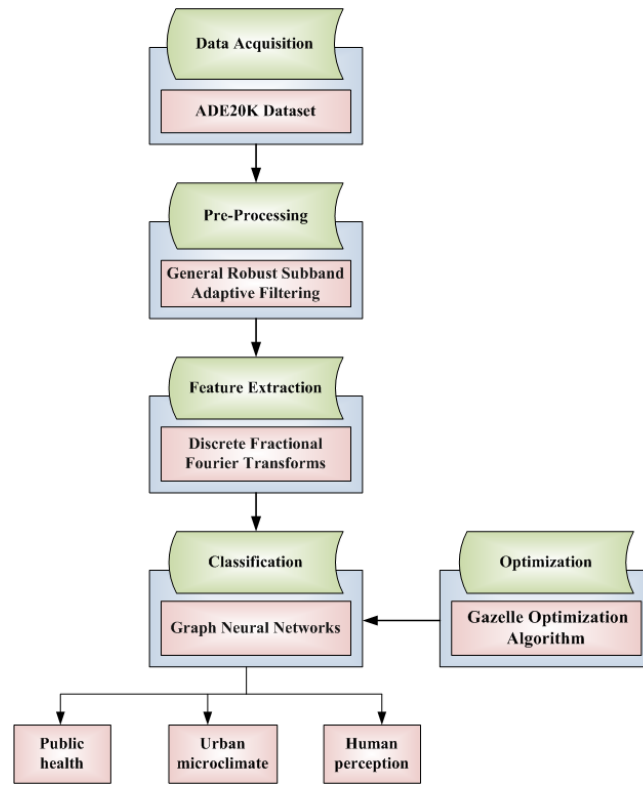 Data Acquisition
ADE20K Dataset
Pre-Processing
General Robust Subband
Adaptive Filtering
Feature Extraction
Discrete Fractional
Fourier Transforms
Classification
Graph Neural Networks
Optimization
Gazelle Optimization
Algorithm
Public
health
Urban
microclimate
Human
perception